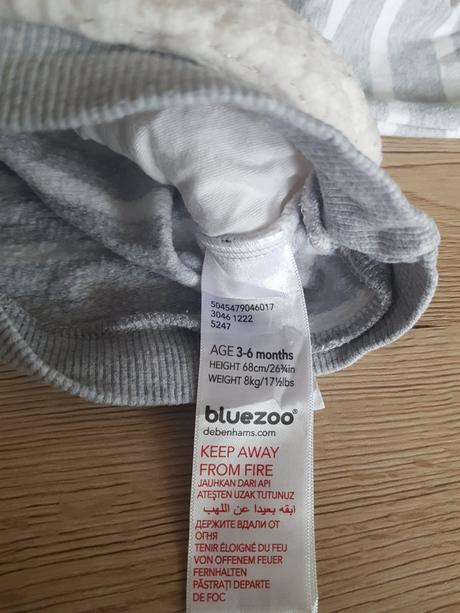 5045479046017
3046 1222
5247
AGE 3-6 months
HEIGHT 68cm/26¾in
WEIGHT 8kg/17½lbs
bluezoo®
debenhams.com
KEEP AWAY
FROM FIRE
JAUHKAN DARI API
ATEŞTEN UZAK TUTUNUZ
ابقه بعيدا عن اللهب
ДЕРЖИТЕ ВДАЛИ ОТ
ОГНЯ
TENIR ÉLOIGNÉ DU FEU
VON OFFENEM FEUER
FERNHALTEN
PĂSTRAŢI DEPARTE
DE FOC